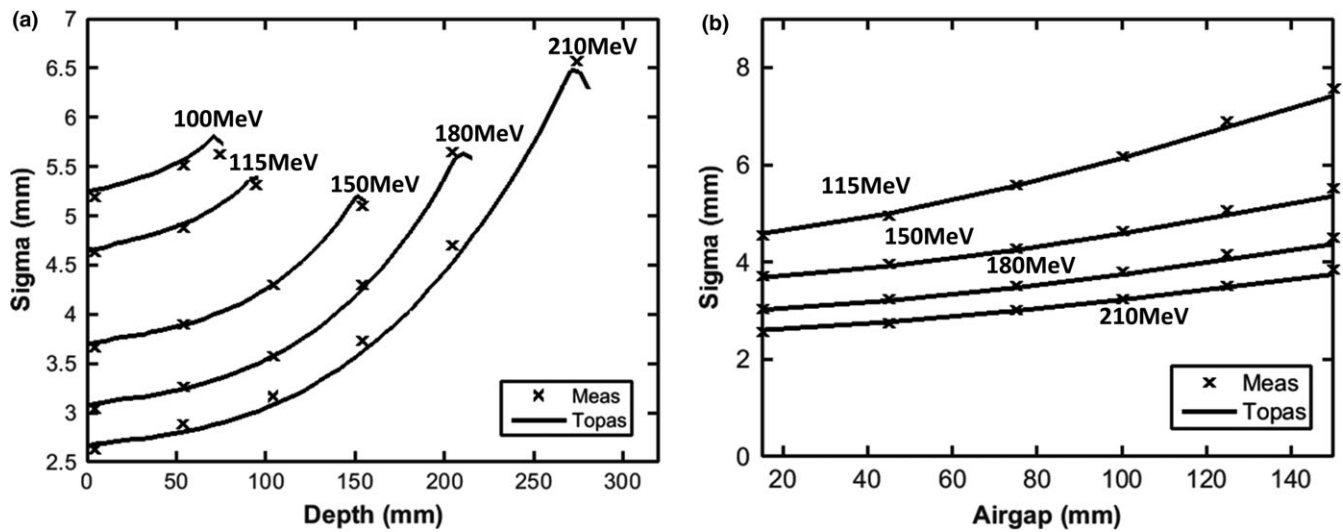 (a)
7
6.5
6
5.5
5
4.5
4
3.5
3
2.5
Sigma (mm)
210MeV
100MeV
115MeV
180MeV
150MeV
Meas
Topas
0 50 100 150 200 250 300
Depth (mm)
(b)
8
6
4
2
0
Sigma (mm)
115MeV
150MeV
180MeV
210MeV
Meas
Topas
20 40 60 80 100 120 140
Airgap (mm)